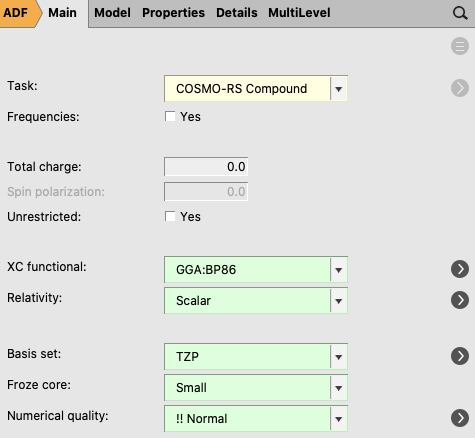 ADF Main Model Properties Details MultiLevel
Task: COSMO-RS Compound
Frequencies: Yes
Total charge: 0.0
Spin polarization: 0.0
Unrestricted: Yes
XC functional: GGA:BP86
Relativity: Scalar
Basis set: TZP
Froze core: Small
Numerical quality: !! Normal